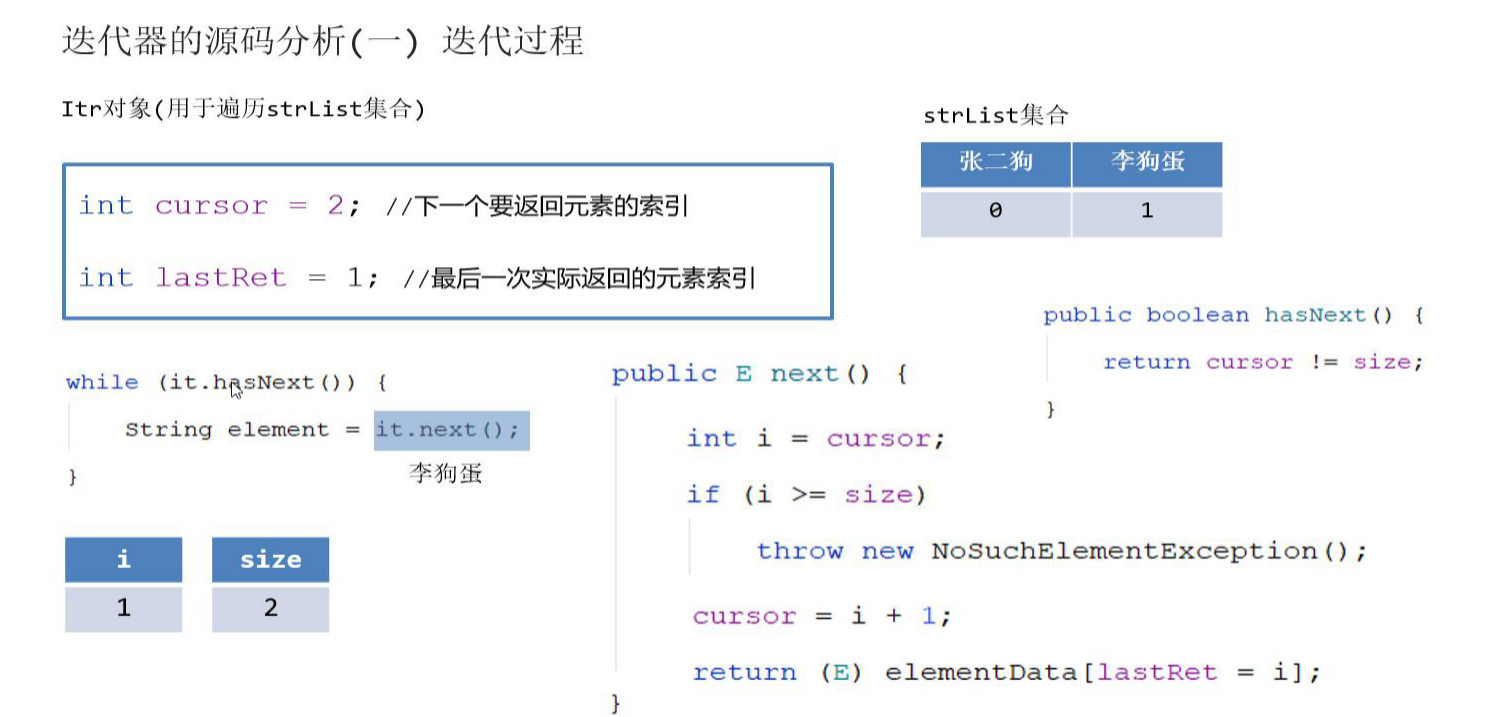 迭代器的源码分析(一) 迭代过程
Itr对象(用于遍历strList集合)
int cursor = 2; //下一个要返回元素的索引
int lastRet = 1; //最后一次实际返回的元素索引
strList集合
张二狗 李狗蛋
0 1
public boolean hasNext() {
return cursor != size;
}
while (it.hasNext()) {
String element = it.next();
}
李狗蛋
i size
1 2
public E next() {
int i = cursor;
if (i >= size)
throw new NoSuchElementException();
cursor = i + 1;
return (E) elementData[lastRet = i];
}